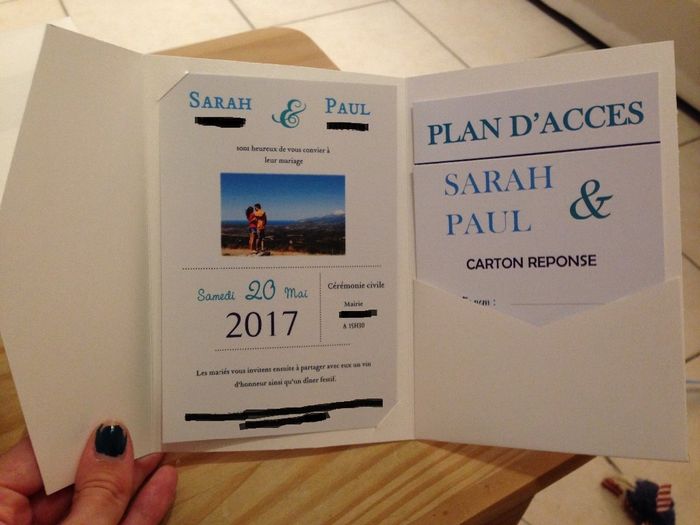 SARAH & PAUL
sont heureux de vous convier à
leur mariage
Samedi 20 Mai
2017
Cérémonie civile
Mairie
A 15H30
Les mariés vous invitent ensuite à partager avec eux un vin
d'honneur ainsi qu'un dîner festif.
PLAN D'ACCES
SARAH
&
PAUL
CARTON REPONSE